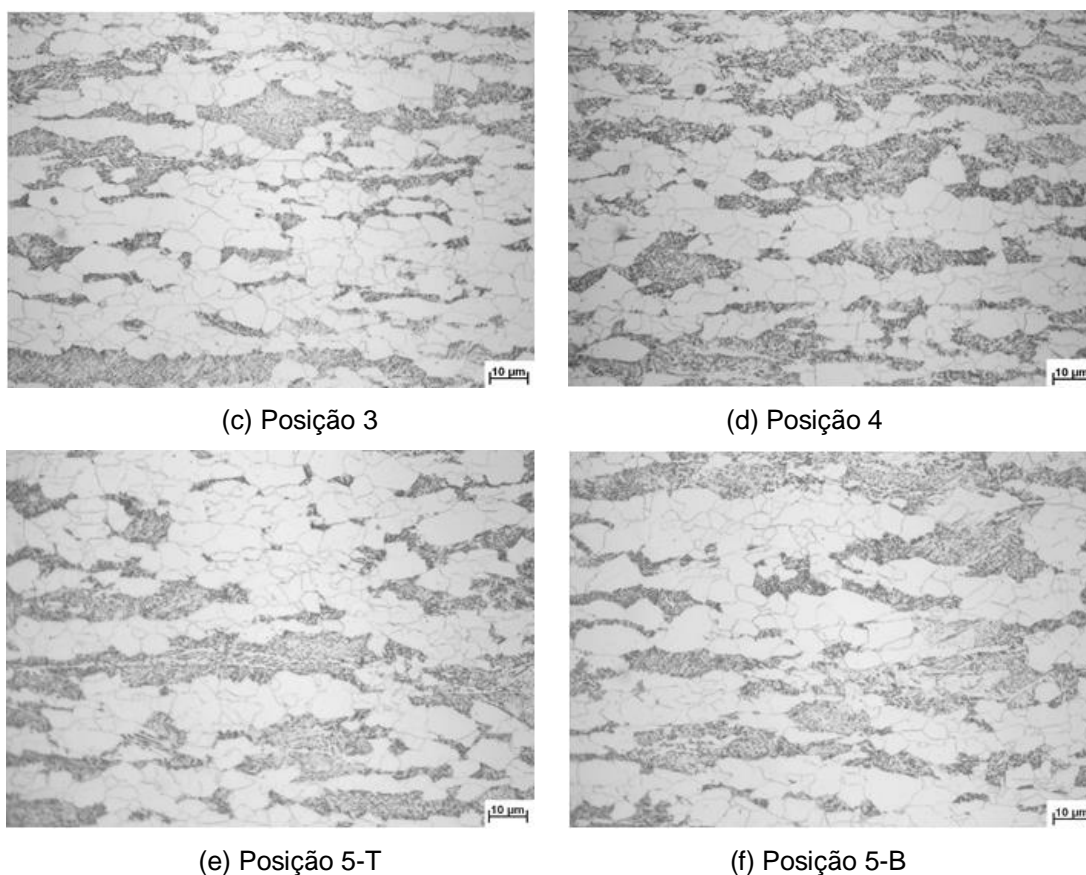 10 µm
10 µm
(c) Posição 3
(d) Posição 4
10 µm
10 µm
(e) Posição 5-T
(f) Posição 5-B